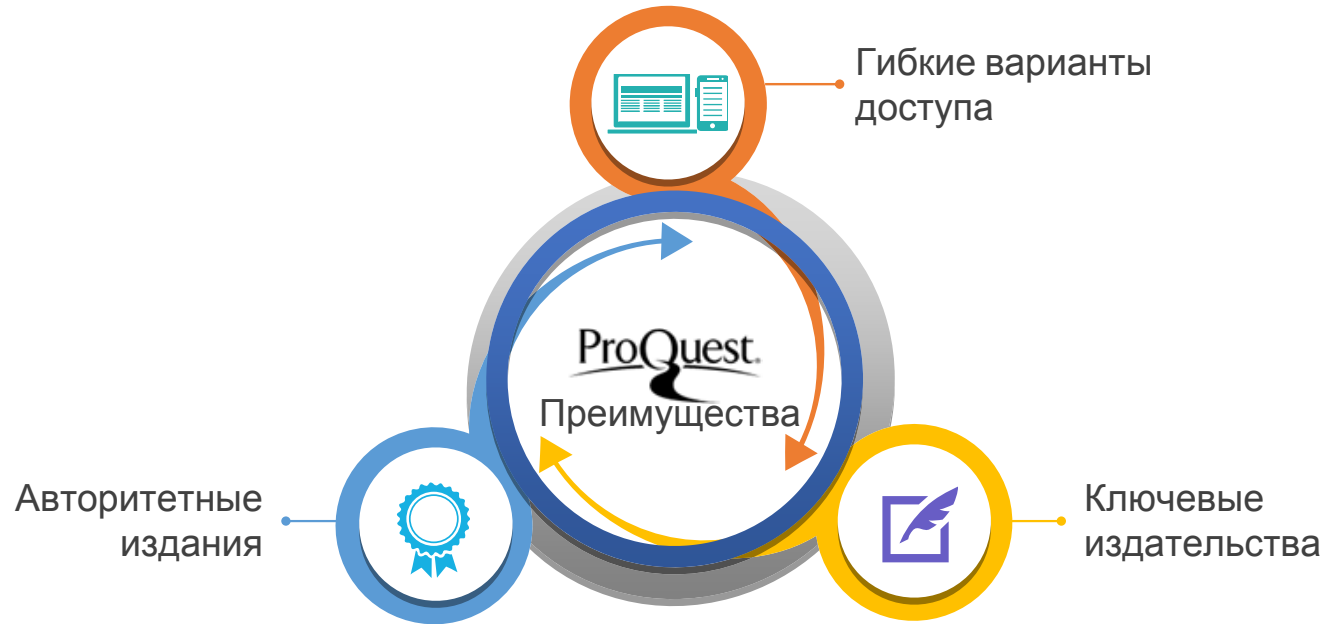 Гибкие варианты
доступа
ProQuest.
Преимущества
Авторитетные
издания
Ключевые
издательства